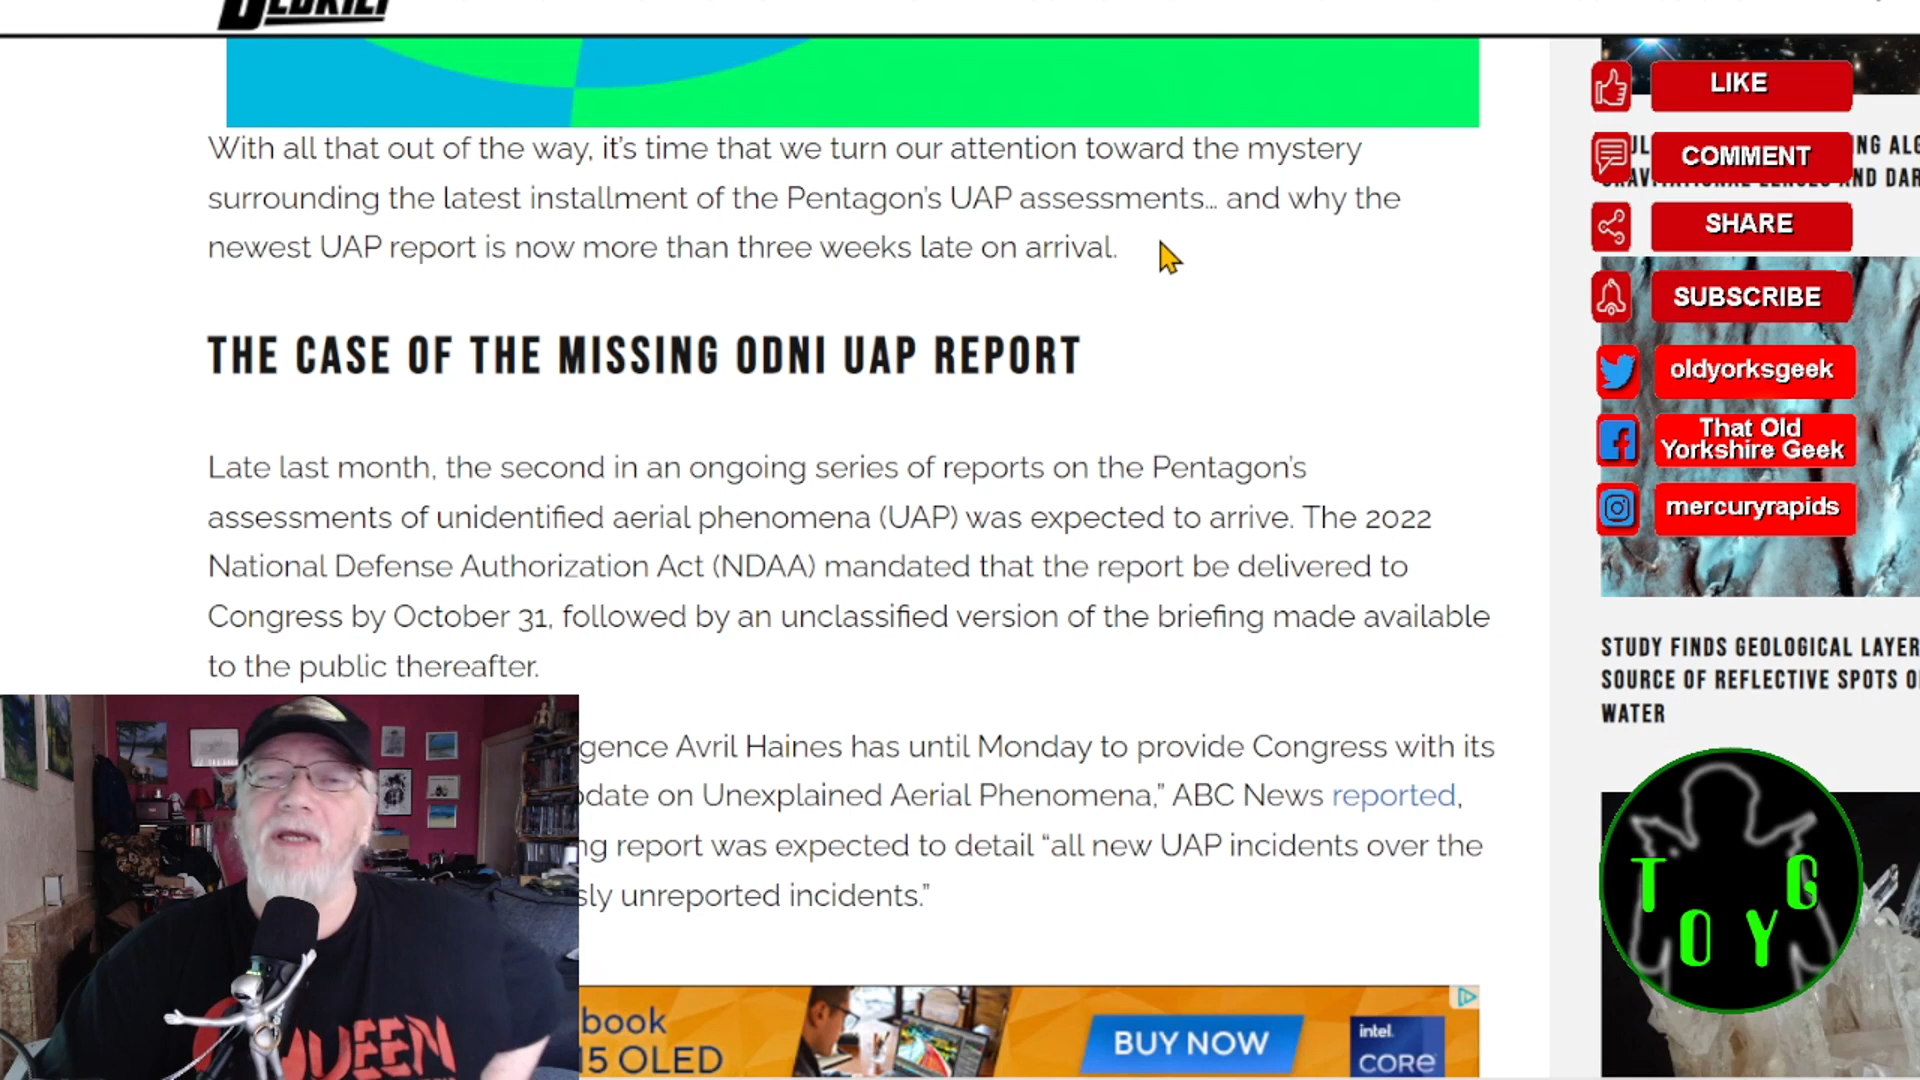 With all that out of the way, it’s time that we turn our attention toward the mystery
surrounding the latest installment of the Pentagon’s UAP assessments… and why the
newest UAP report is now more than three weeks late on arrival.
THE CASE OF THE MISSING ODNI UAP REPORT
Late last month, the second in an ongoing series of reports on the Pentagon’s
assessments of unidentified aerial phenomena (UAP) was expected to arrive. The 2022
National Defense Authorization Act (NDAA) mandated that the report be delivered to
Congress by October 31, followed by an unclassified version of the briefing made available
to the public thereafter.
Avril Haines has until Monday to provide Congress with its
on Unexplained Aerial Phenomena,” ABC News reported,
report was expected to detail “all new UAP incidents over the
unreported incidents.”
book
15 OLED
BUY NOW
intel.
CORE
QUEEN
LIKE
COMMENT
SHARE
SUBSCRIBE
oldyorksgeek
That Old
Yorkshire Geek
mercuryrapids
AND DAR
STUDY FINDS GEOLOGICAL LAYER
SOURCE OF REFLECTIVE SPOTS O
WATER
T O Y G